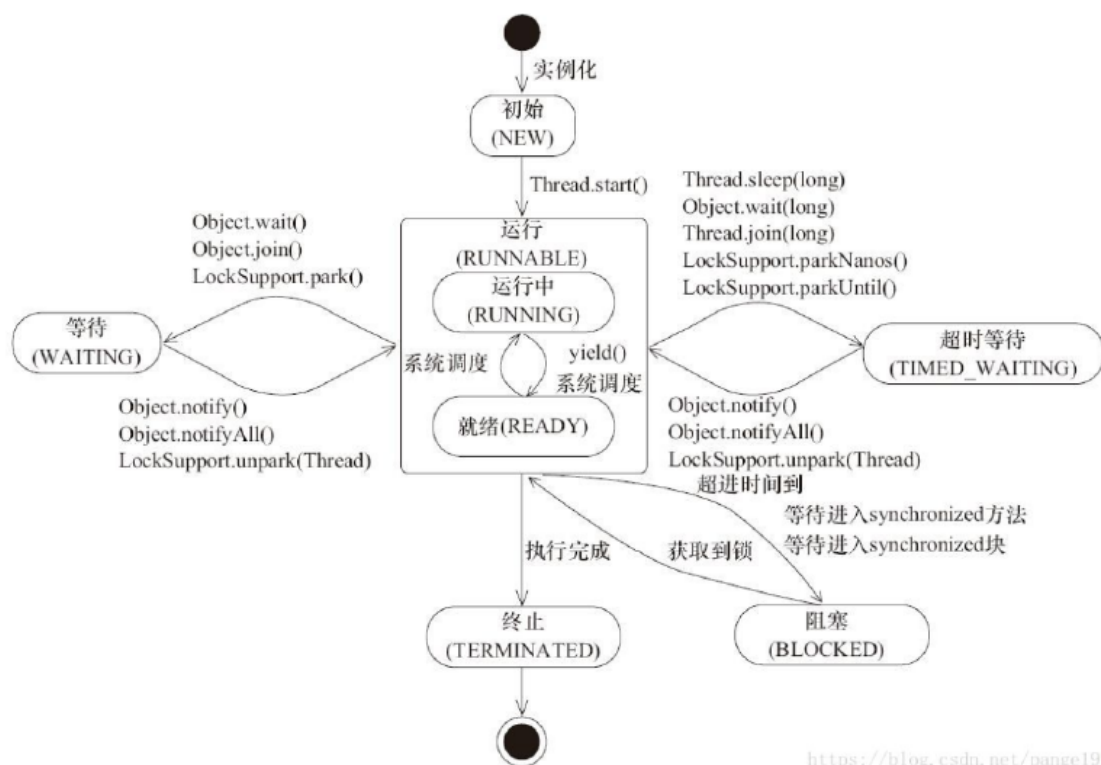 实例化
初始
(NEW)
Thread.start()
Object.wait()
Object.join()
LockSupport.park()
Thread.sleep(long)
Object.wait(long)
Thread.join(long)
LockSupport.parkNanos()
LockSupport.parkUntil()
运行
(RUNNABLE)
运行中
(RUNNING)
等待
(WAITING)
超时等待
(TIMED_WAITING)
系统调度
yield()
系统调度
就绪(READY)
Object.notify()
Object.notifyAll()
LockSupport.unpark(Thread)
Object.notify()
Object.notifyAll()
LockSupport.unpark(Thread)
超进时间到
等待进入synchronized方法
等待进入synchronized块
执行完成
获取到锁
终止
(TERMINATED)
阻塞
(BLOCKED)
https://blog.csdn.net/pange19